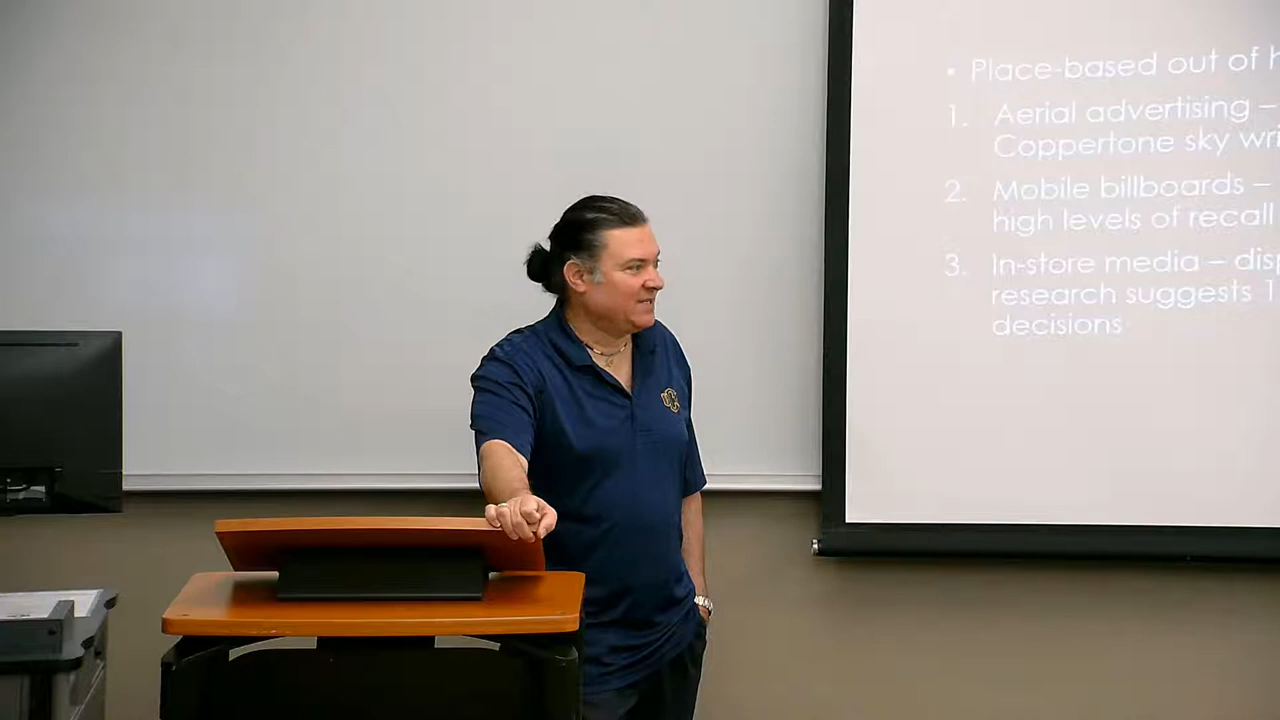 • Place-based out of
1. Aerial advertising –
Coppertone sky
2. Mobile billboards –
high levels of recall
3. In-store media –
research suggests
decisions